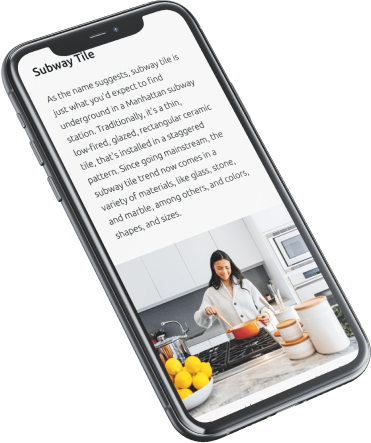 Subway Tile
As the name suggests, subway tile is
just what you'd expect to find
underground in a Manhattan subway
station. Traditionally, it's a thin,
low-fired, glazed, rectangular ceramic
tile, that's installed in a staggered
pattern. Since going mainstream, the
subway tile trend now comes in a
variety of materials, like glass, stone,
and marble, among others, and colors,
shapes, and sizes.